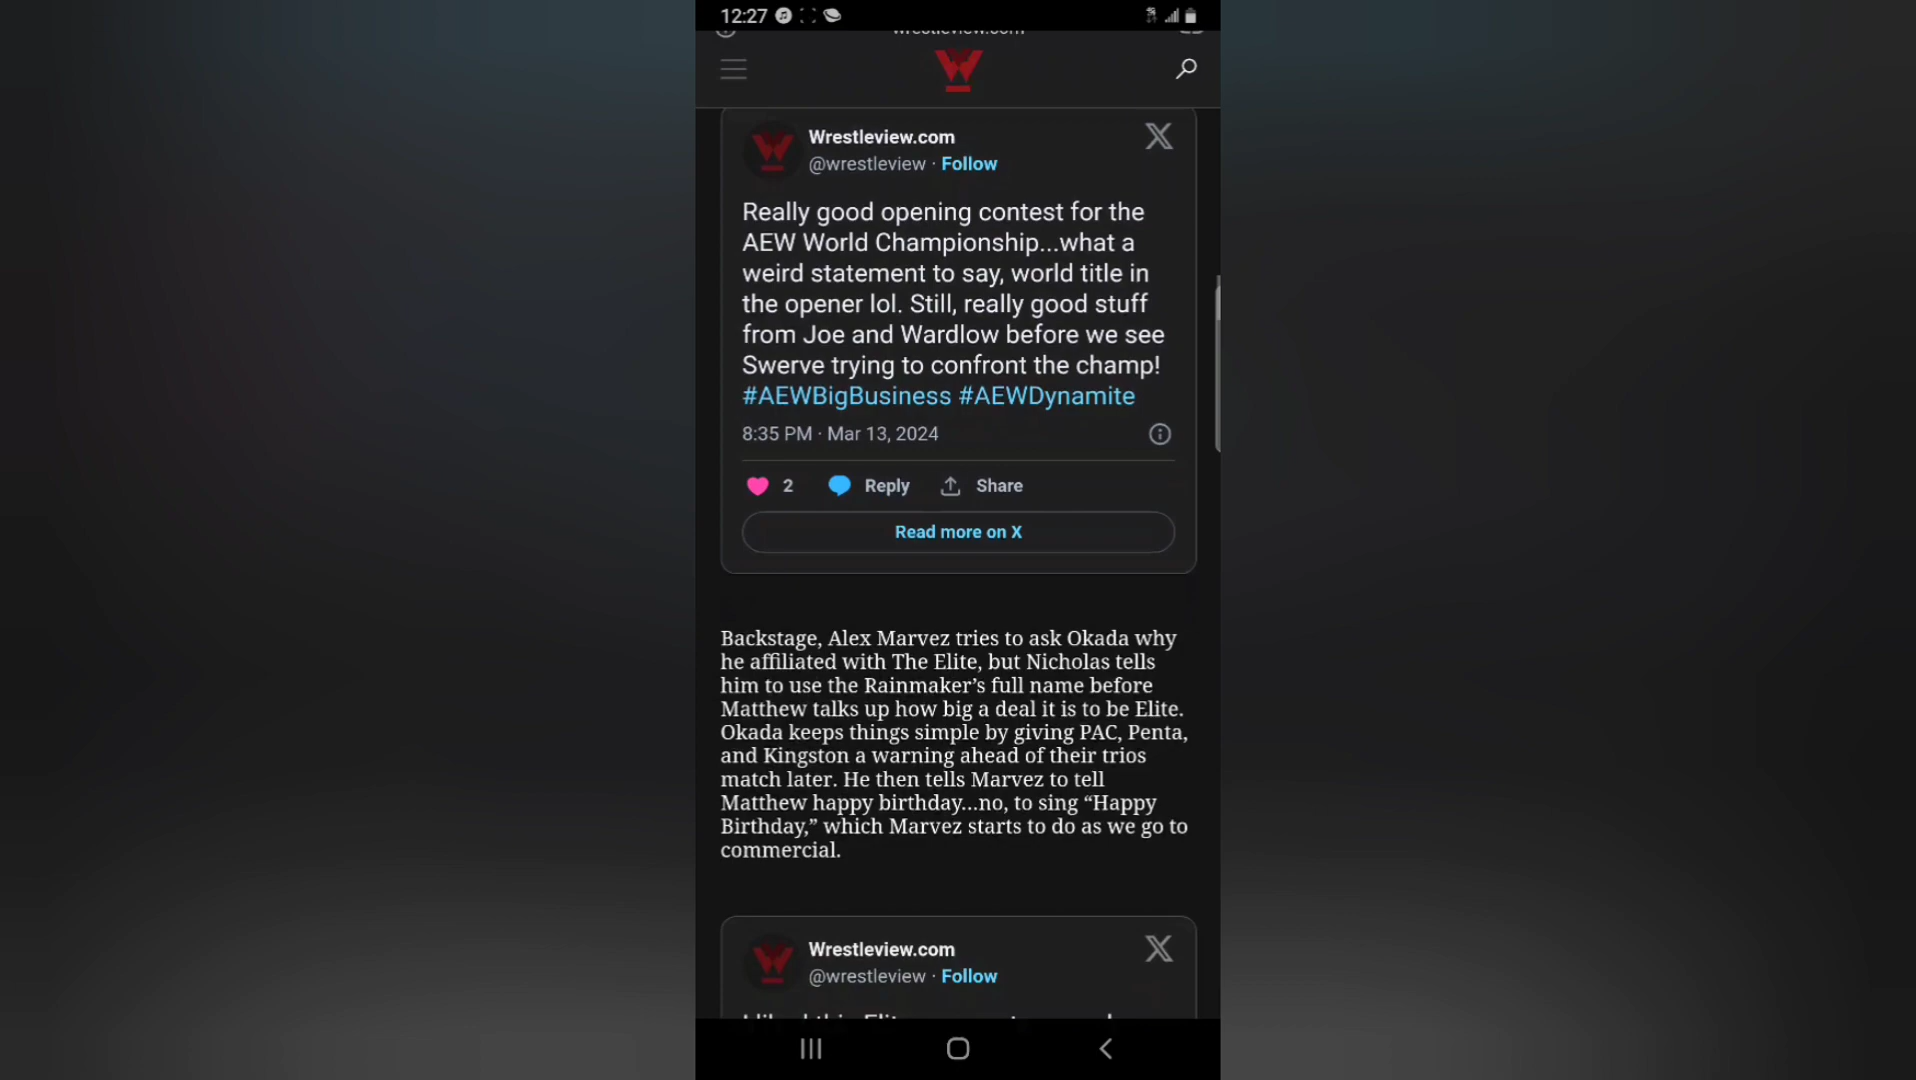 12:27
wrestleview.com
Wrestleview.com
@wrestleview · Follow
Really good opening contest for the
AEW World Championship...what a
weird statement to say, world title in
the opener lol. Still, really good stuff
from Joe and Wardlow before we see
Swerve trying to confront the champ!
#AEWBigBusiness #AEWDynamite
8:35 PM · Mar 13, 2024
2 Reply Share
Read more on X
Backstage, Alex Marvez tries to ask Okada why
he affiliated with The Elite, but Nicholas tells
him to use the Rainmaker’s full name before
Matthew talks up how big a deal it is to be Elite.
Okada keeps things simple by giving PAC, Penta,
and Kingston a warning ahead of their trios
match later. He then tells Marvez to tell
Matthew happy birthday…no, to sing “Happy
Birthday,” which Marvez starts to do as we go to
commercial.
Wrestleview.com
@wrestleview · Follow